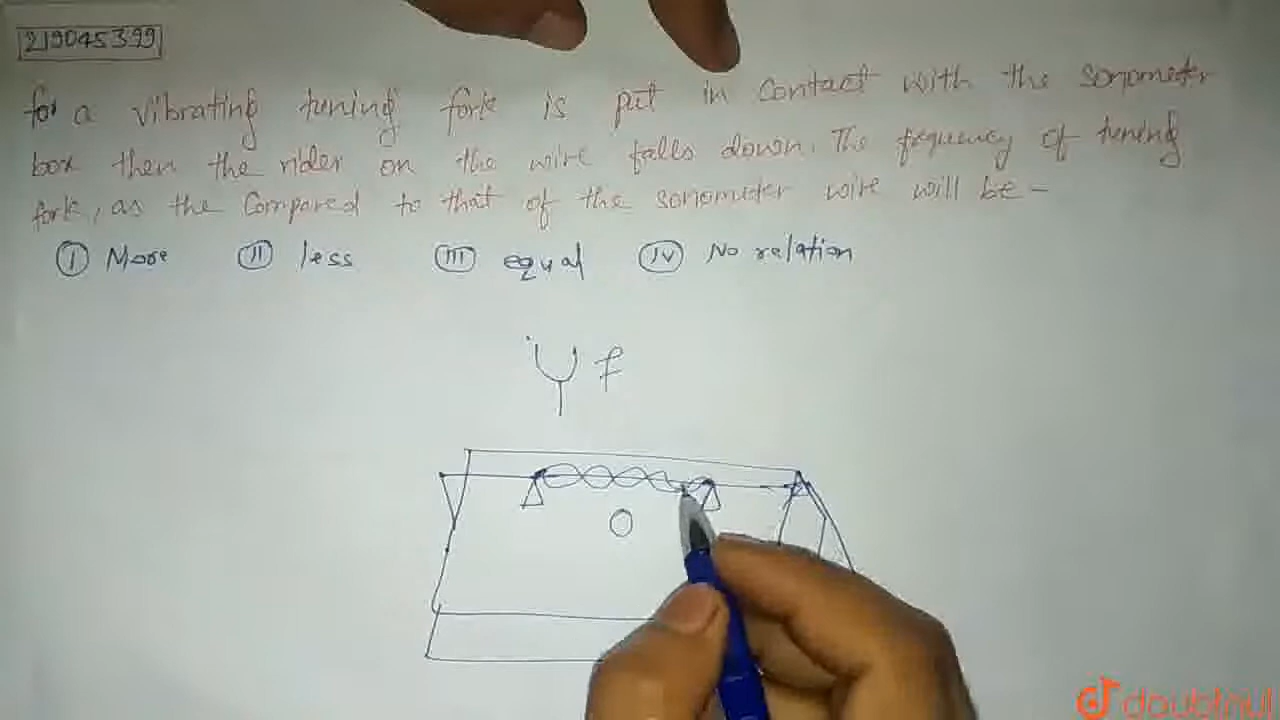 219045399
for a vibrating tuning fork is put in contact with the sonometer
box then the rider on the wire falls down. The frequency of tuning
fork, as the compared to that of the sonometer wire will be -
I More II less III equal IV No relation
f
doubtnut